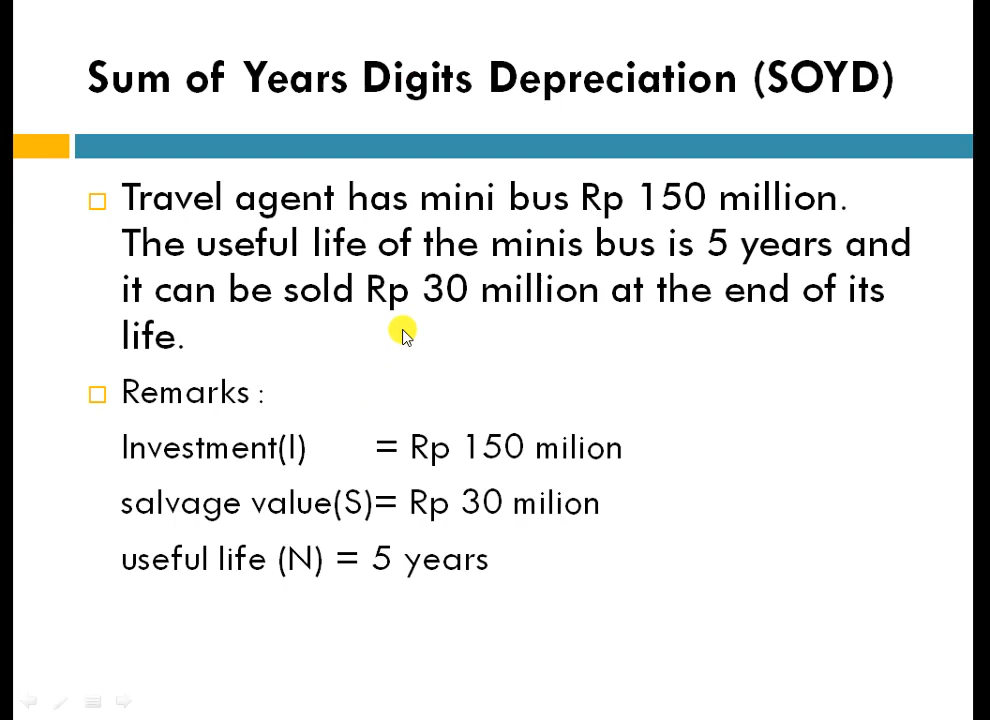 Sum of Years Digits Depreciation (SOYD)
Travel agent has mini bus Rp 150 million.
The useful life of the minis bus is 5 years and
it can be sold Rp 30 million at the end of its
life.
Remarks :
Investment(I) = Rp 150 milion
salvage value(S)= Rp 30 milion
useful life (N) = 5 years